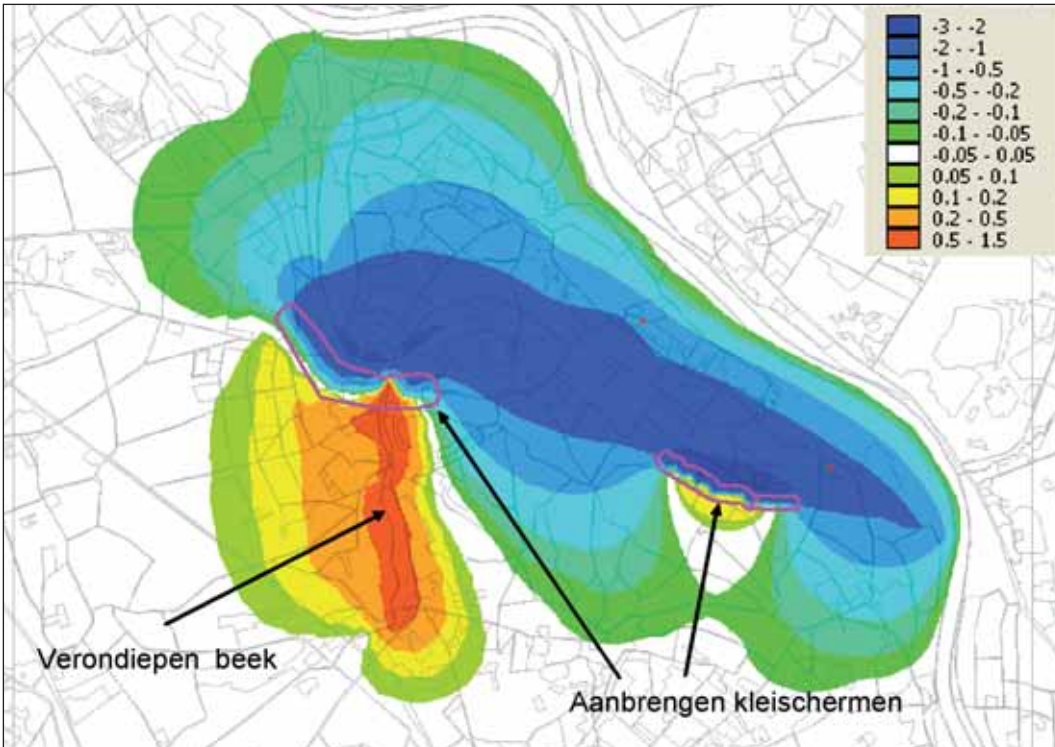 -3 - -2
-2 - -1
-1 - -0.5
-0.5 - -0.2
-0.2 - -0.1
-0.1 - -0.05
-0.05 - 0.05
0.05 - 0.1
0.1 - 0.2
0.2 - 0.5
0.5 - 1.5
Verondiepen beek
Aanbrengen kleischermen